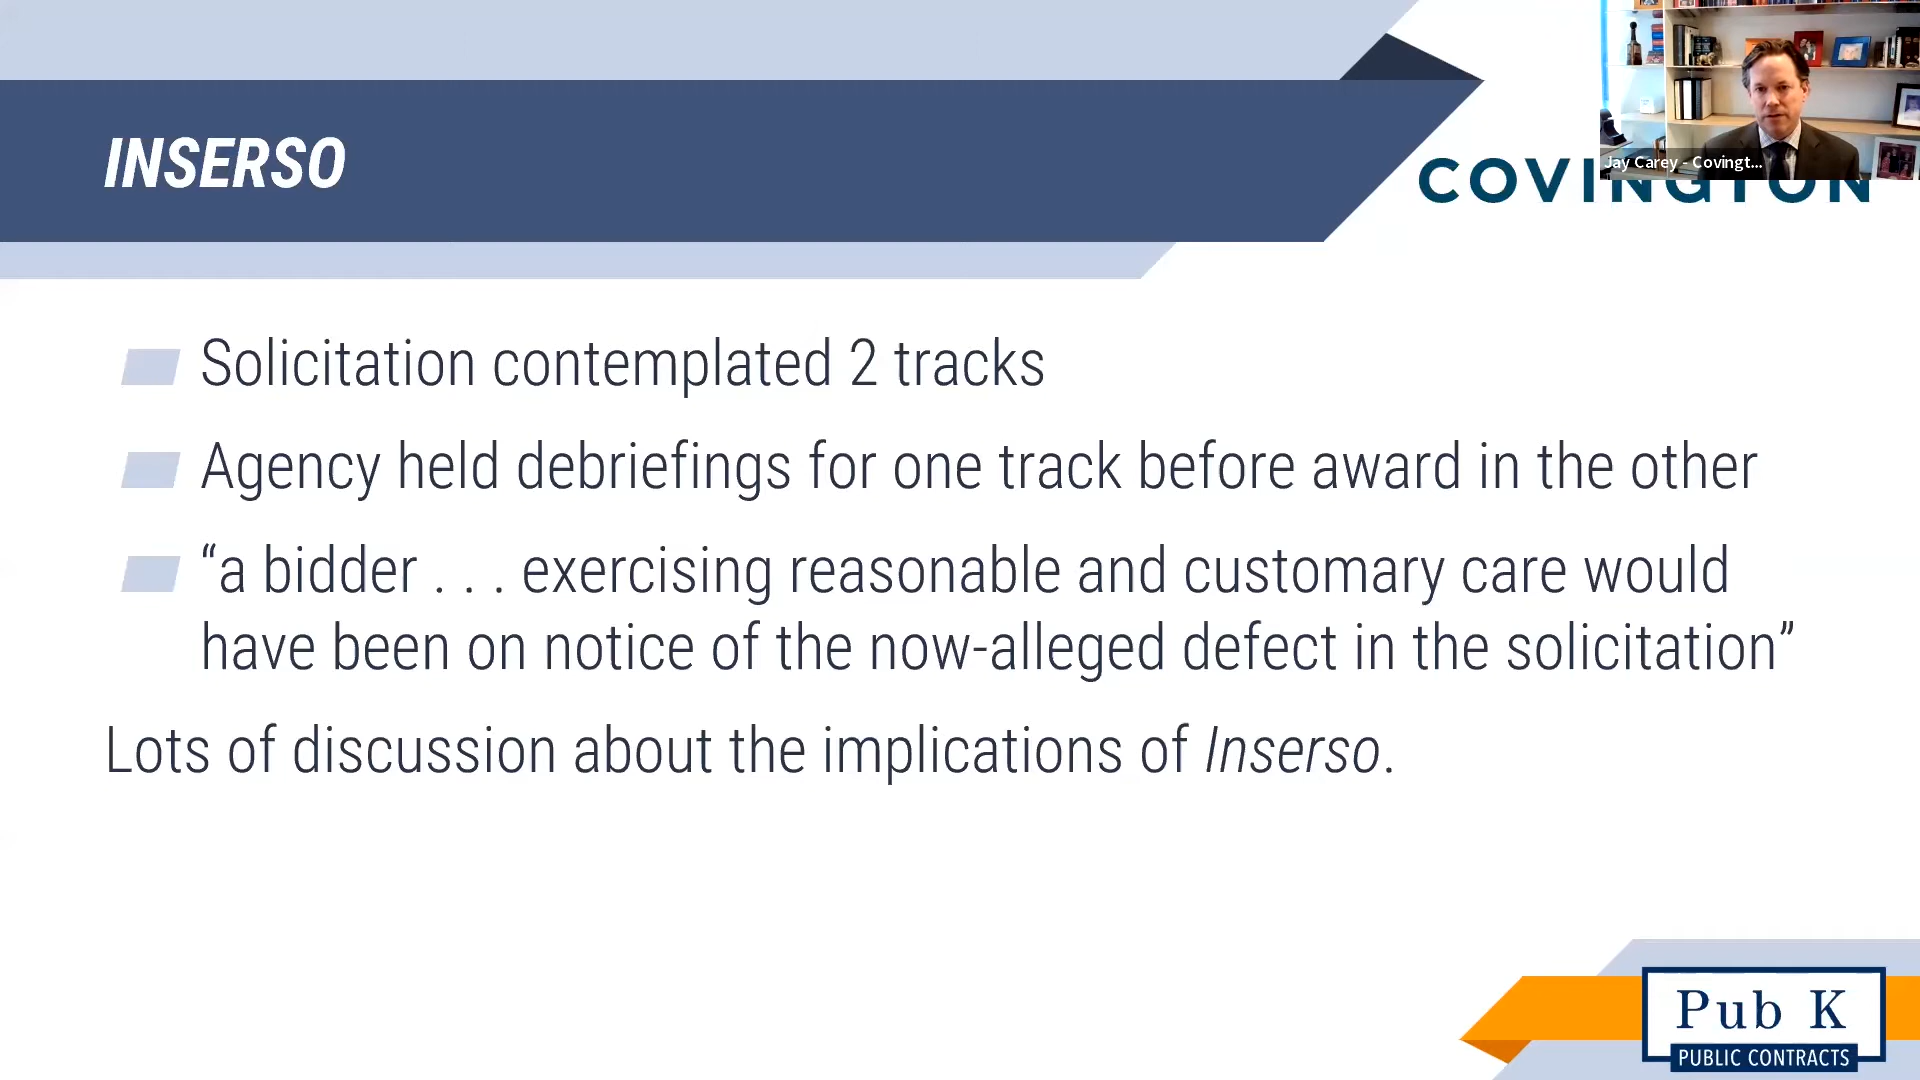 INSERSO
Jay Carey - Covingt...
COVINGTON
Solicitation contemplated 2 tracks
Agency held debriefings for one track before award in the other
“a bidder . . . exercising reasonable and customary care would
have been on notice of the now-alleged defect in the solicitation”
Lots of discussion about the implications of Inserso.
Pub K
PUBLIC CONTRACTS